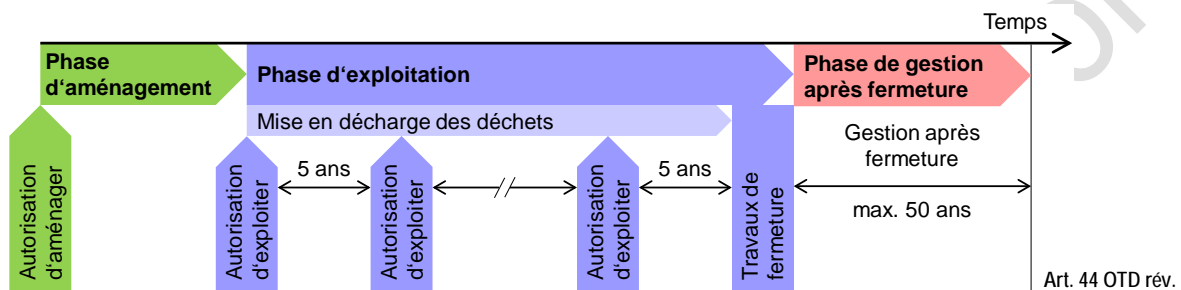 Temps
Phase
d‘aménagement
Phase d‘exploitation
Phase de gestion
après fermeture
Mise en décharge des déchets
Gestion après
fermeture
Autorisation
d‘aménager
Autorisation
d‘exploiter
5 ans
Autorisation
d‘exploiter
Autorisation
d‘exploiter
5 ans
Travaux de
fermeture
max. 50 ans
Art. 44 OTD rév.